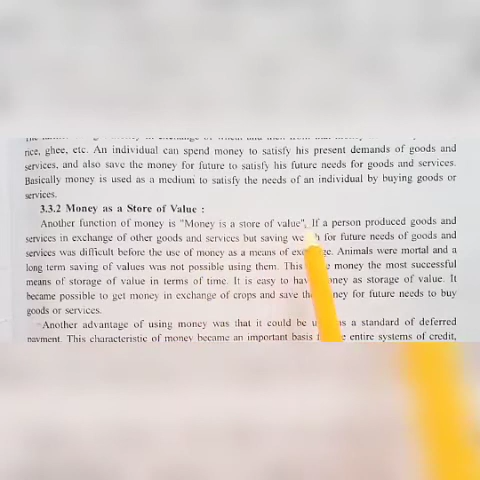 rice, ghee, etc. An individual can spend money to satisfy his present demands of goods and
services, and also save the money for future to satisfy his future needs for goods and services.
Basically money is used as a medium to satisfy the needs of an individual by buying goods or
services.
3.3.2 Money as a Store of Value :
Another function of money is "Money is a store of value". If a person produced goods and
services in exchange of other goods and services but saving for future needs of goods and
services was difficult before the use of money as a means of Animals were mortal and a
long term saving of values was not possible using them. This money the most successful
means of storage of value in terms of time. It is easy to as storage of value. It
became possible to get money in exchange of crops and save for future needs to buy
goods or services.
Another advantage of using money was that it could be as a standard of deferred
payment. This characteristic of money became an important basis entire systems of credit,